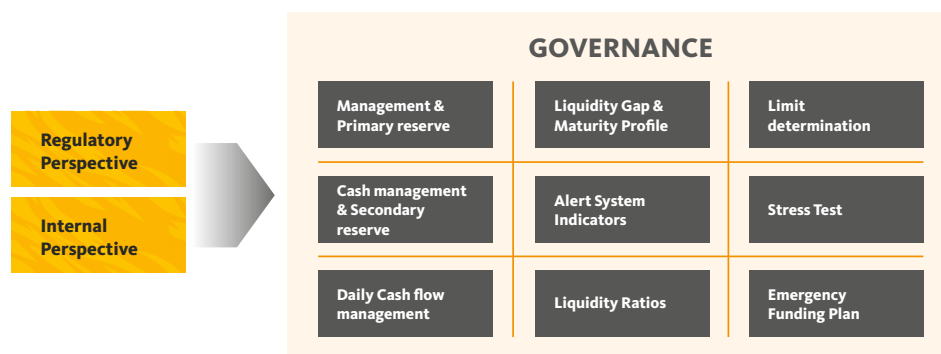 GOVERNANCE
Regulatory
Perspective
Internal
Perspective
Management &
Primary reserve
Liquidity Gap &
Maturity Profile
Limit
determination
Cash management
& Secondary
reserve
Alert System
Indicators
Stress Test
Daily Cash flow
management
Liquidity Ratios
Emergency
Funding Plan